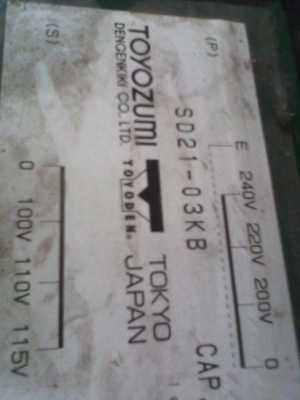 (P)
E 240V 220V 200V 0
SD21-03KB CAP.
TOYOZUMI TOKYO
DENGENKIKI CO., LTD. TOYODEN. JAPAN
(S)
0 100V 110V 115V